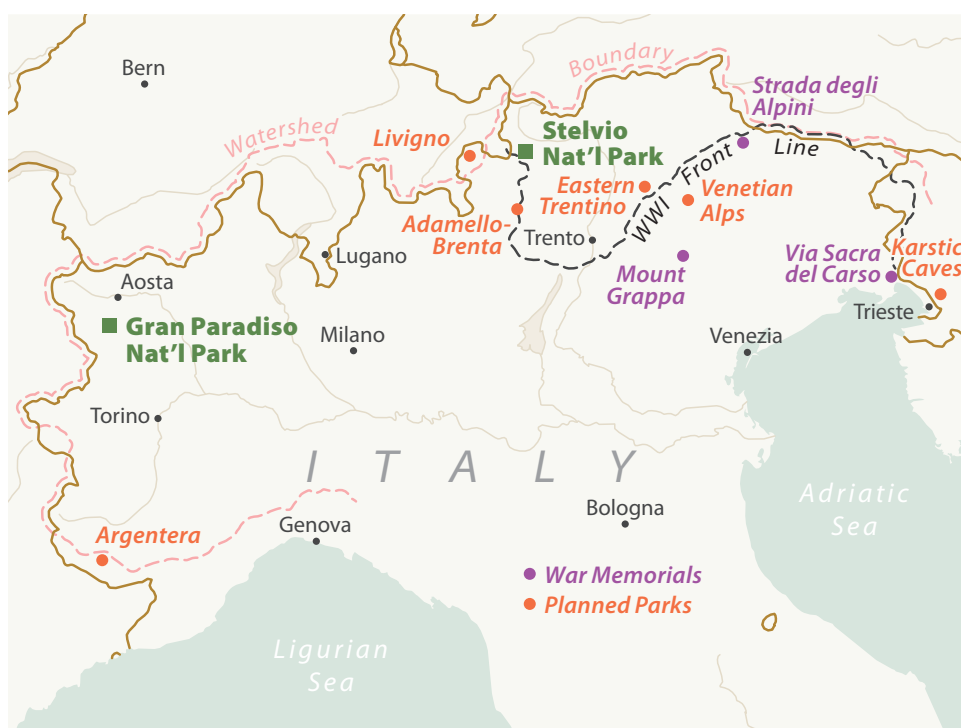 Bern
Boundary
Strada degli
Alpini
Watershed
Livigno
Stelvio
Nat'l Park
WWI Front Line
Eastern
Trentino
Venetian
Alps
Adamello-
Brenta
Trento
Lugano
Mount
Grappa
Via Sacra
del Carso
Karstic
Caves
Aosta
Trieste
Gran Paradiso
Nat'l Park
Milano
Venezia
Torino
ITALY
Adriatic
Sea
Bologna
Genova
Argentera
War Memorials
Planned Parks
Ligurian
Sea